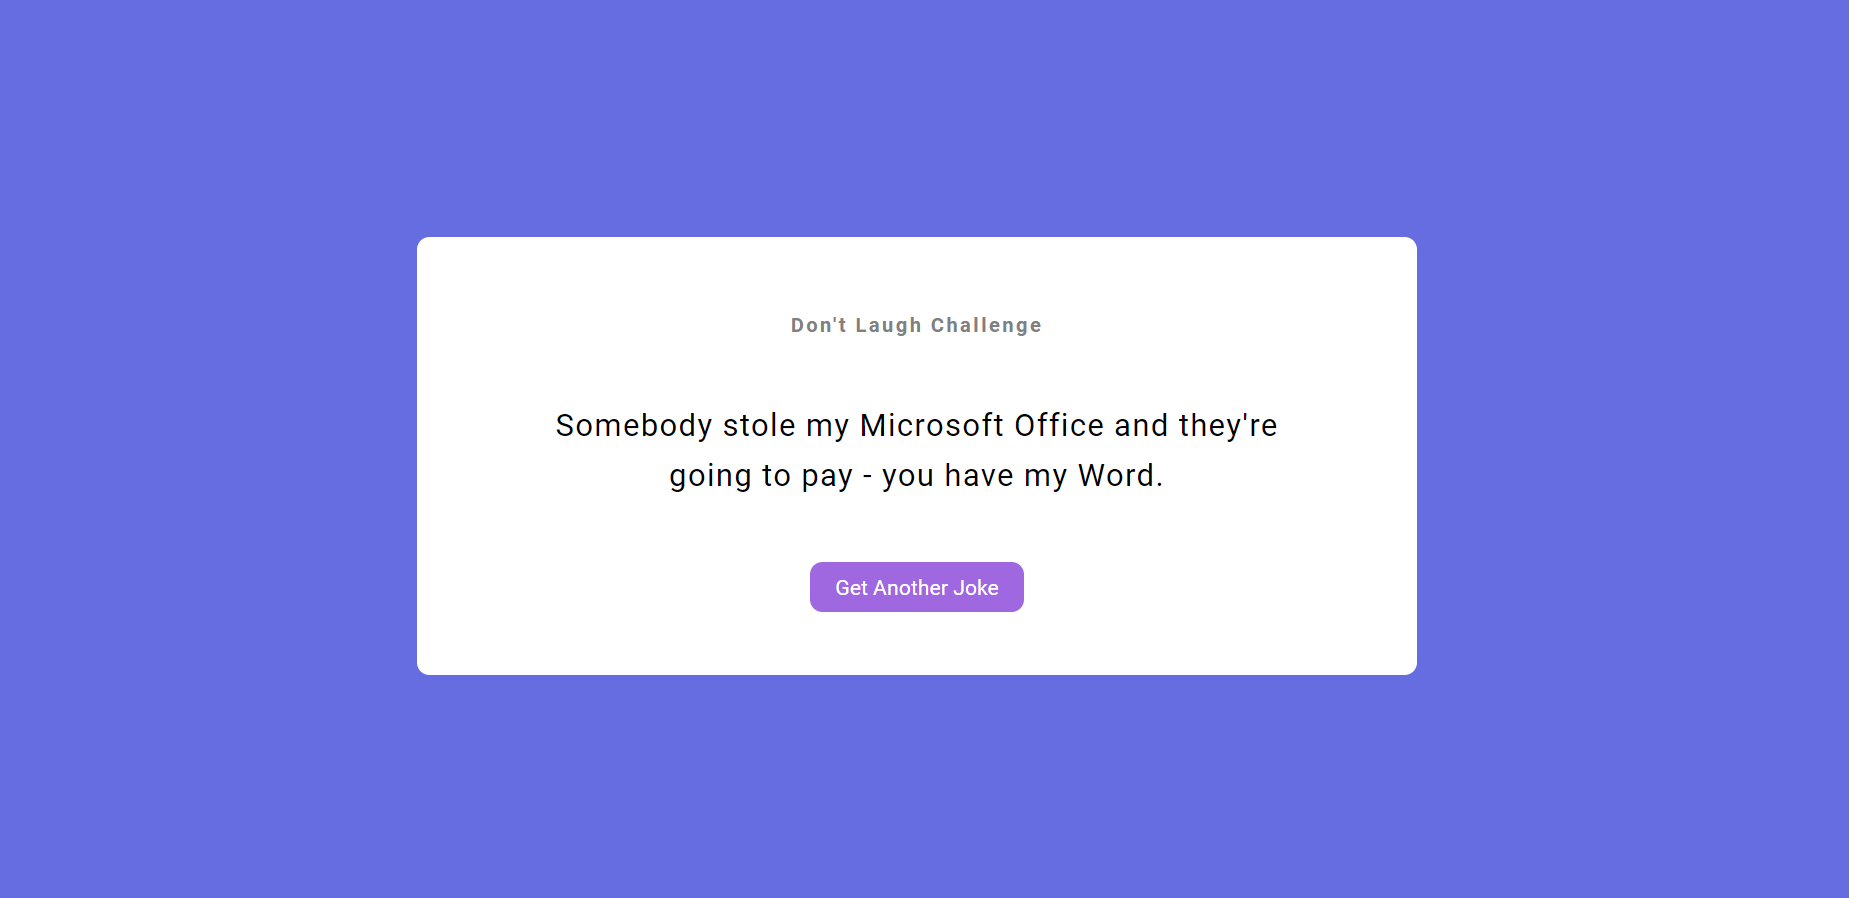 Don't Laugh Challenge
Somebody stole my Microsoft Office and they're
going to pay - you have my Word.
Get Another Joke